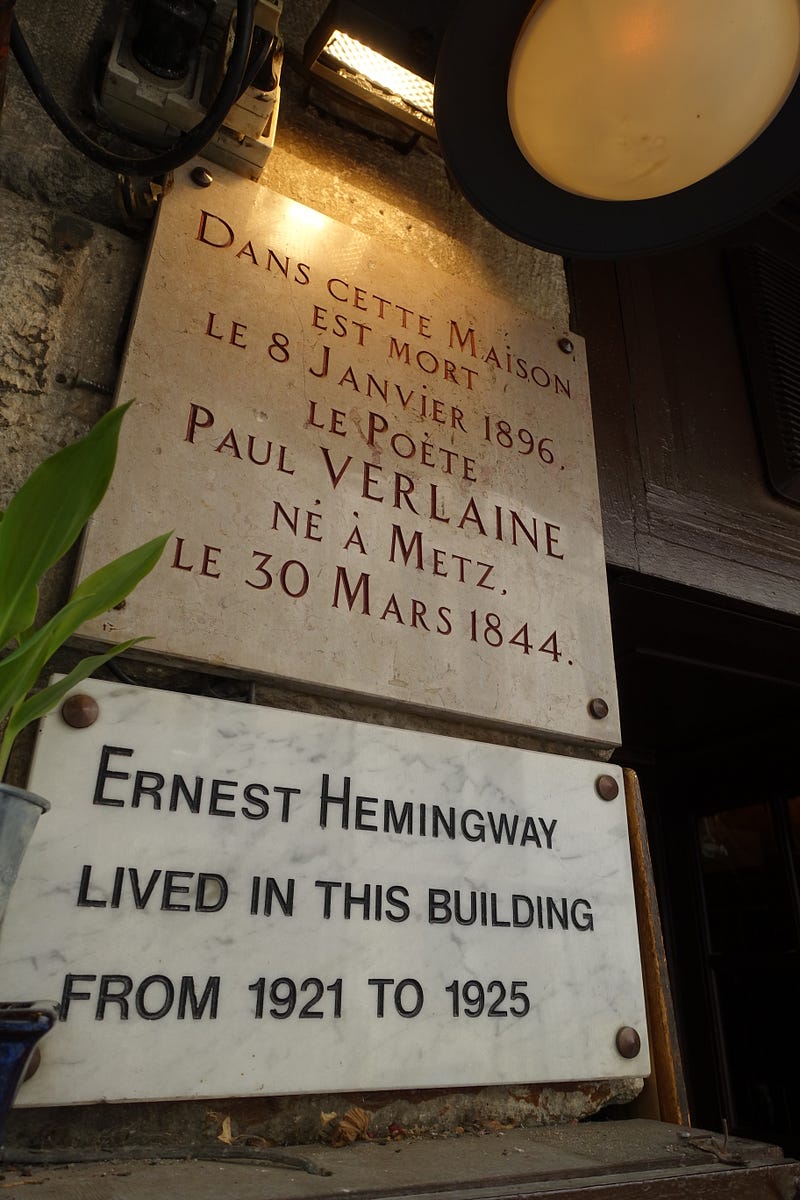 DANS CETTE MAISON
EST MORT
LE 8 JANVIER 1896,
LE POÈTE
PAUL VERLAINE
NÉ À METZ,
LE 30 MARS 1844.
ERNEST HEMINGWAY
LIVED IN THIS BUILDING
FROM 1921 TO 1925